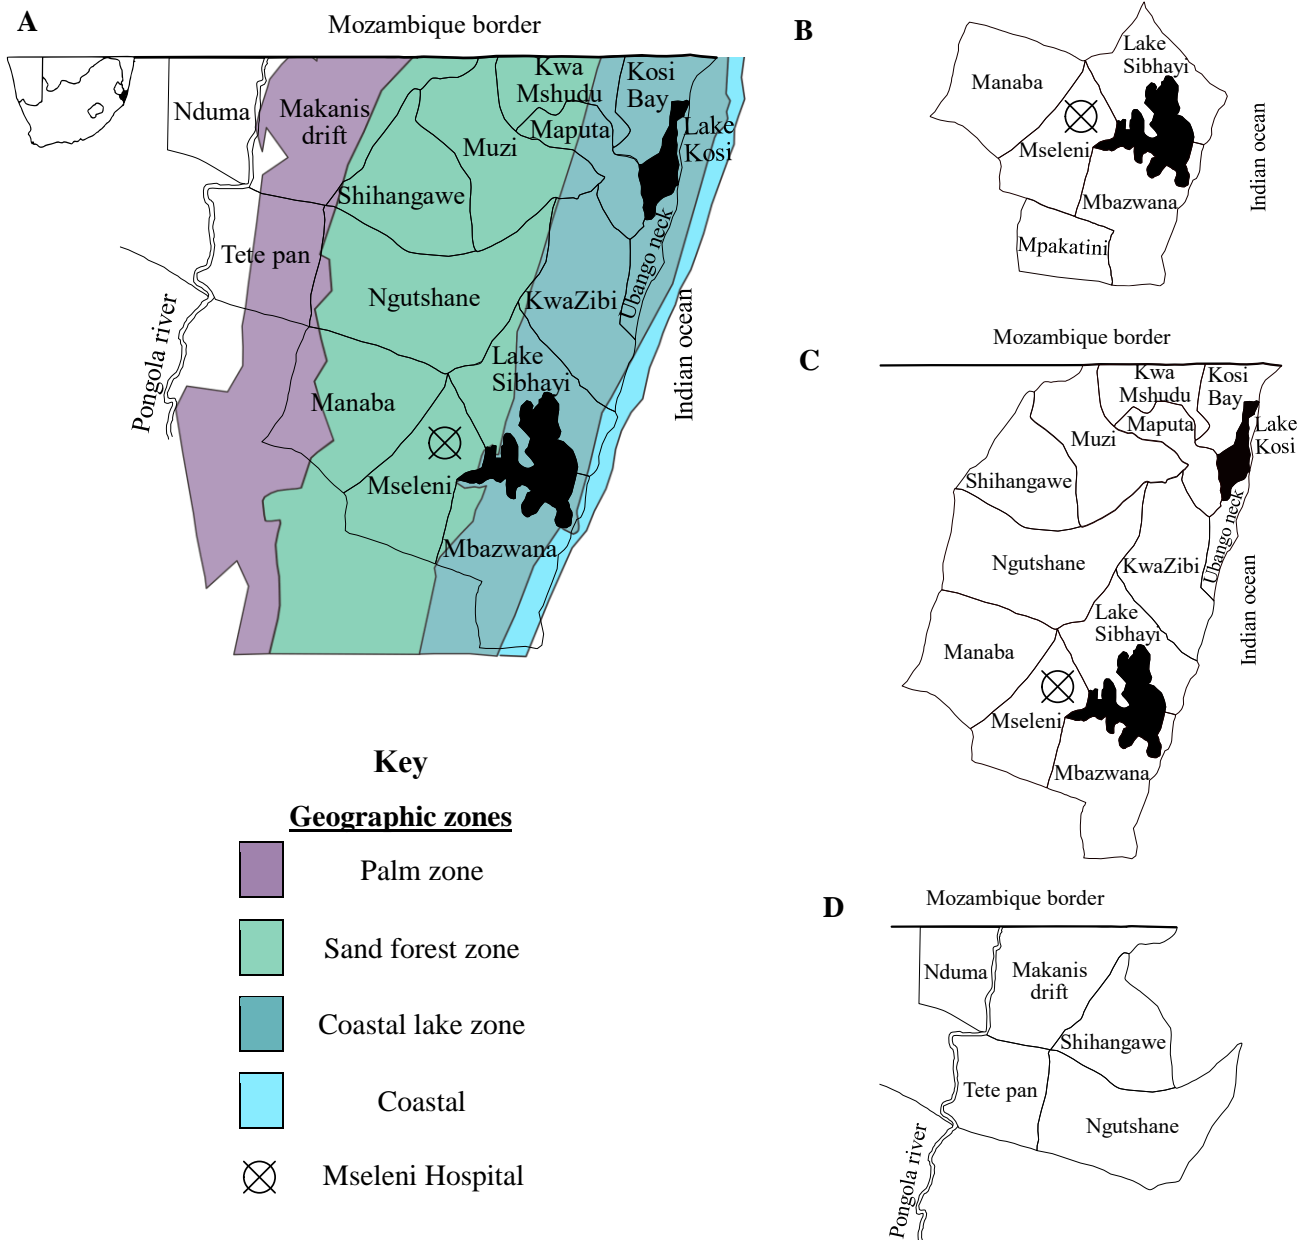 A
Mozambique border
Nduma
Makanis
drift
Kwa
Mshudu
Kosi
Bay
Maputa
Lake
Kosi
Muzi
Shihangawe
Tete pan
Ngutshane
KwaZibi
Ubango neck
Indian ocean
Pongola river
Lake
Sibhayi
Manaba
Mseleni
Mbazwana
Key
Geographic zones
Palm zone
Sand forest zone
Coastal lake zone
Coastal
Mseleni Hospital
B
Lake
Sibhayi
Manaba
Mseleni
Mbazwana
Mpakatini
Indian ocean
C
Mozambique border
Kwa
Mshudu
Kosi
Bay
Maputa
Lake
Kosi
Muzi
Shihangawe
Ngutshane
KwaZibi
Ubango neck
Indian ocean
Lake
Sibhayi
Manaba
Mseleni
Mbazwana
D
Mozambique border
Nduma
Makanis
drift
Shihangawe
Tete pan
Ngutshane
Pongola river